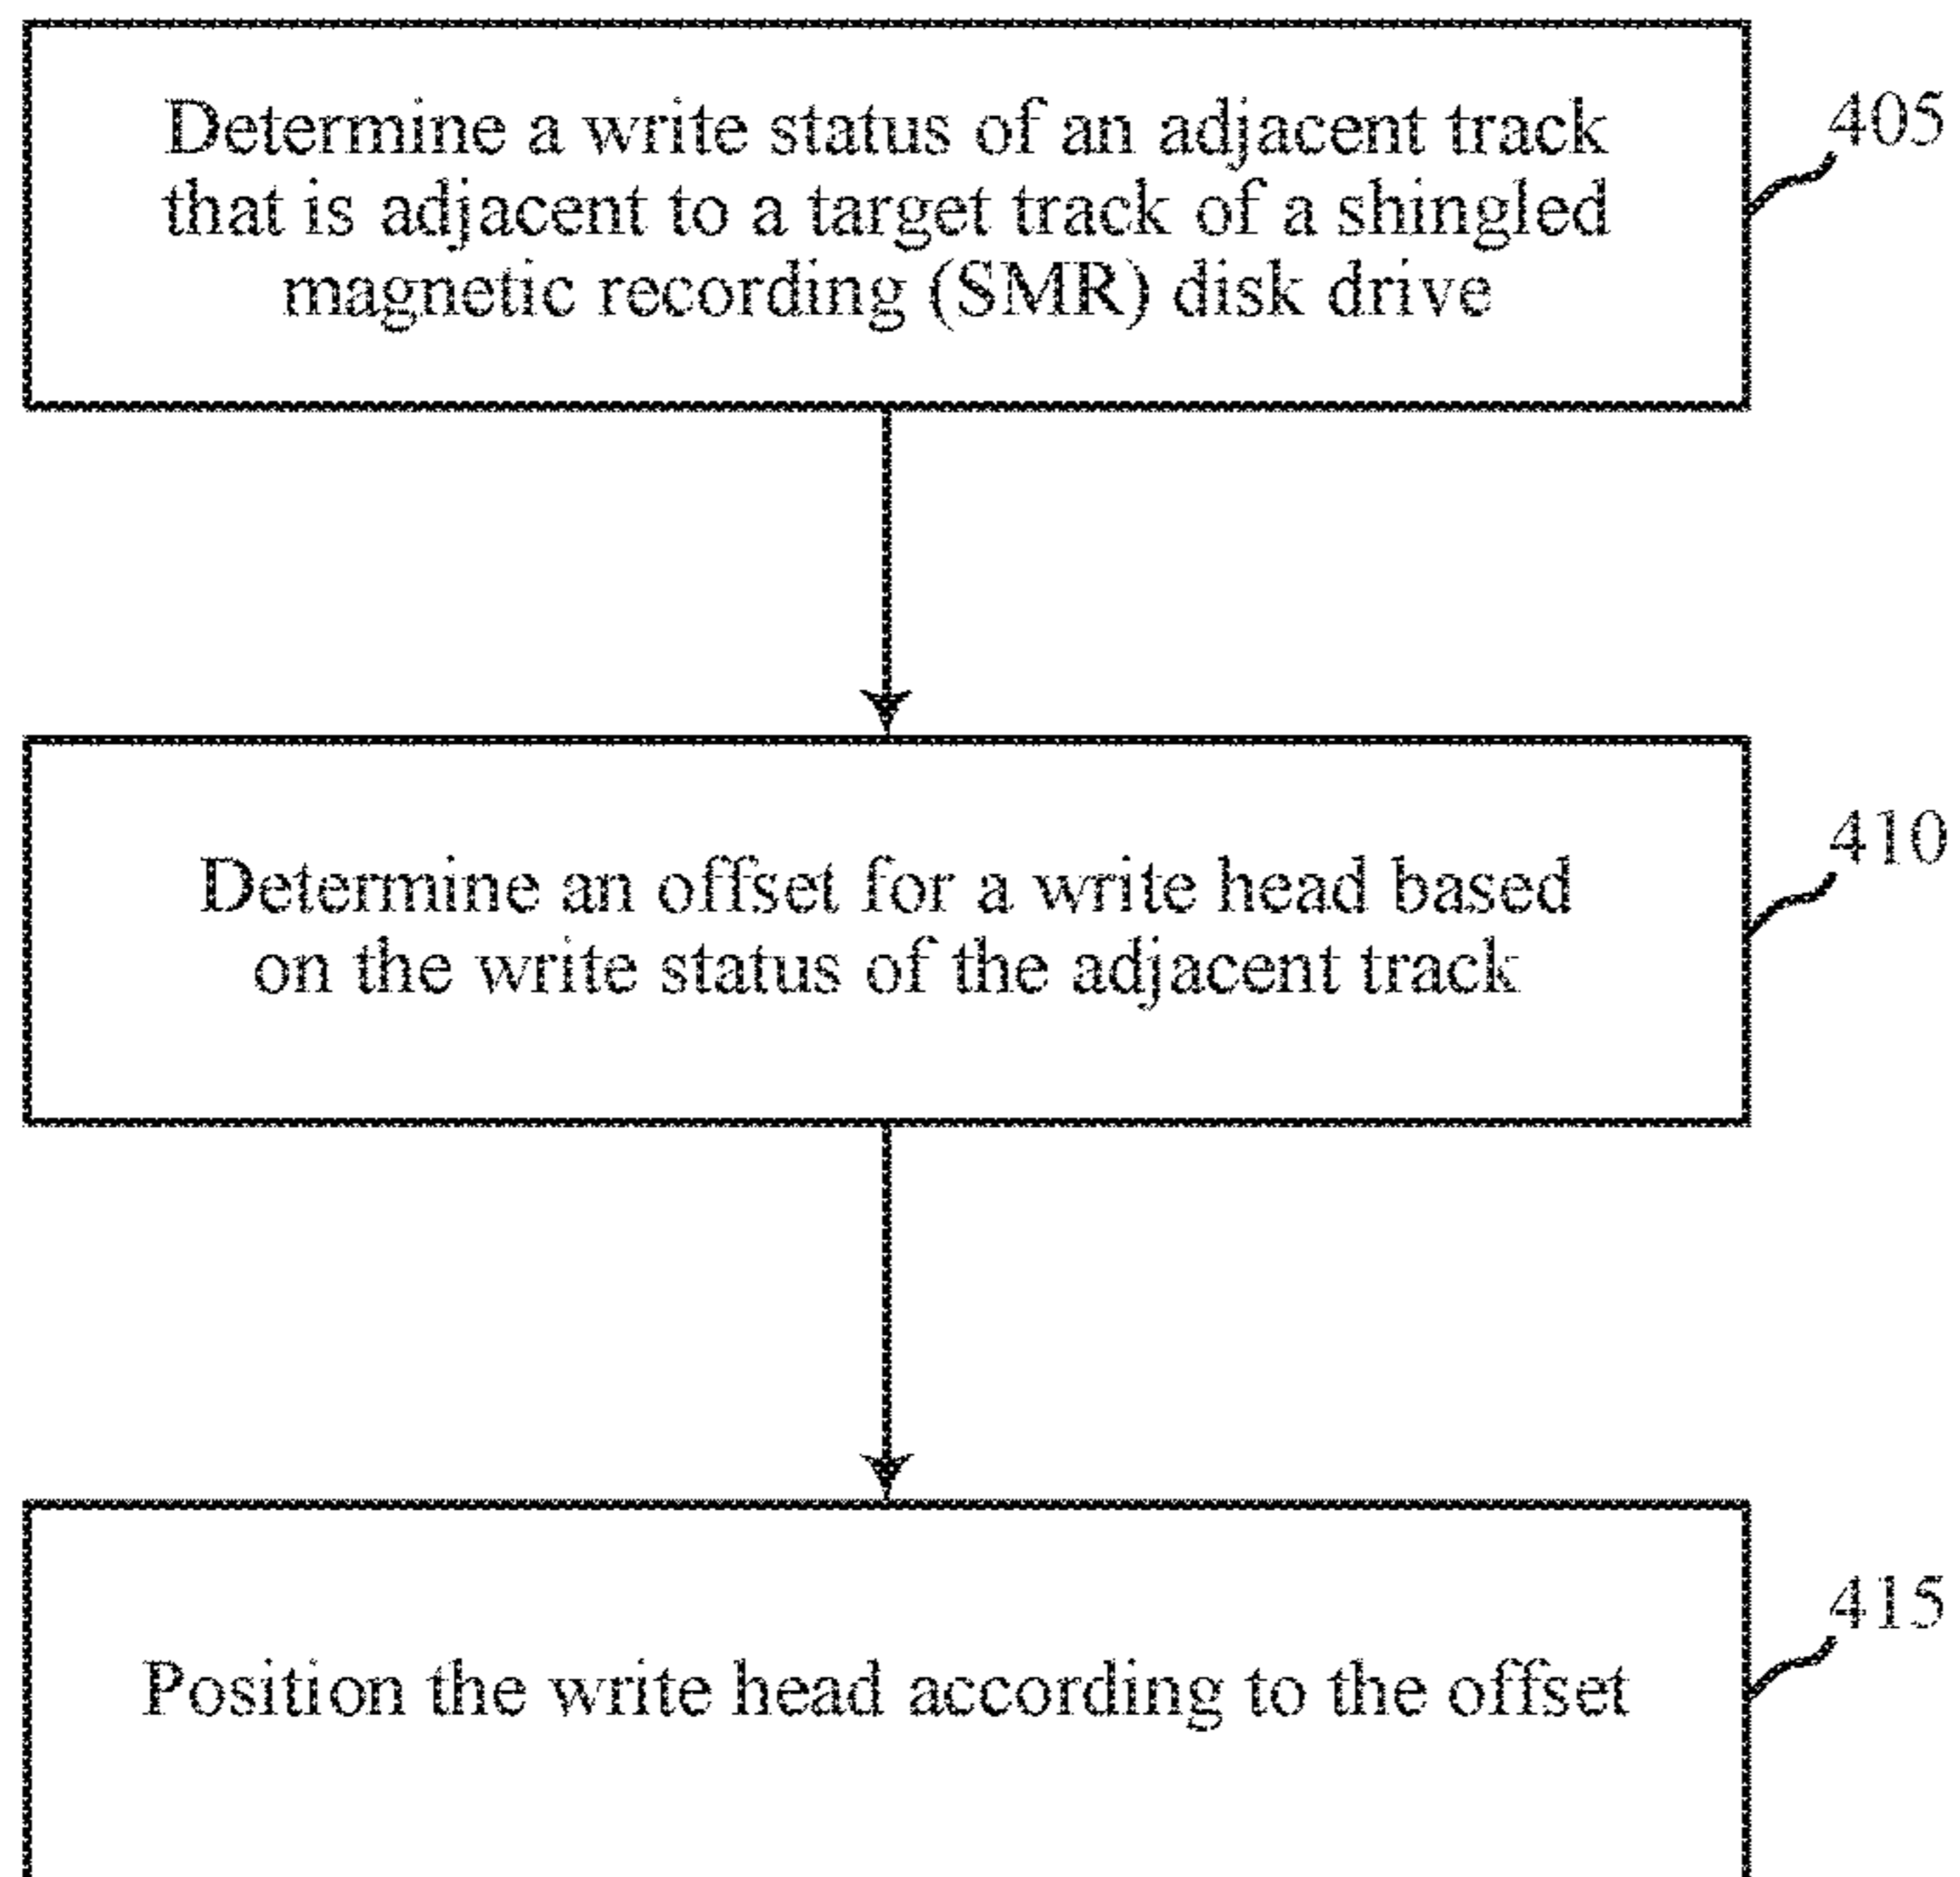 Determine a write status of an adjacent track
405
that is adjacent to a target track of a shingled
magnetic recording (SMR) disk drive
410
Determine an offset for a write head based
on the write status of the adjacent track
415
Position the write head according to the offset